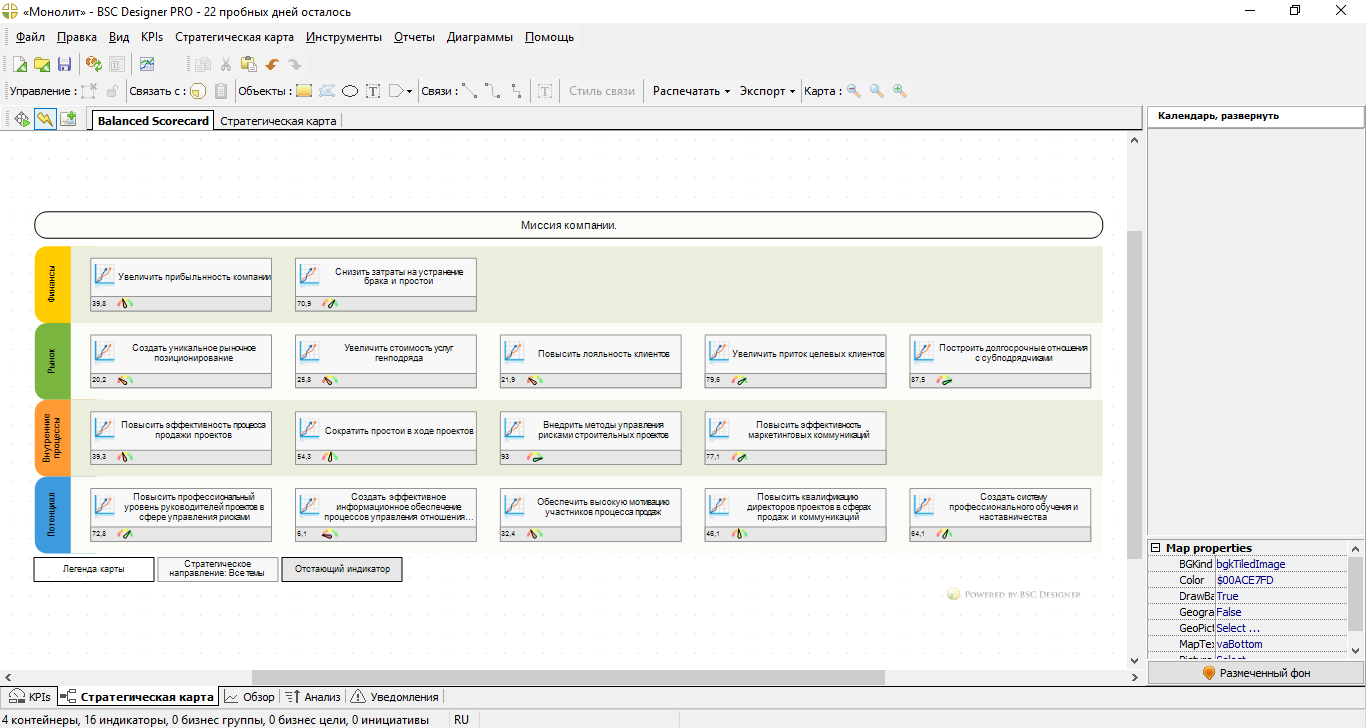 «Монолит» - BSC Designer PRO - 22 пробных дней осталось
Файл Правка Вид KPIs Стратегическая карта Инструменты Отчеты Диаграммы Помощь
Управление : Связать с : Объекты : Связи : Стиль связи Распечатать Экспорт Карта :
Balanced Scorecard Стратегическая карта
Календарь, развернуть
Миссия компании.
Финансы
Увеличить прибыльнность компании
39,8
Снизить затраты на устранение
брака и простои
70,9
Рынок
Создать уникальное рыночное
позиционирование
20,2
Увеличить стоимость услуг
генподряда
25,8
Повысить лояльность клиентов
21,9
Увеличить приток целевых клиентов
79,6
Построить долгосрочные отношения
с субподрядчиками
87,5
Внутренние
процессы
Повысить эффективность процесса
продажи проектов
39,3
Сократить простои в ходе проектов
54,3
Внедрить методы управления
рисками строительных проектов
93
Повысить эффективность
маркетинговых коммуникаций
77,1
Потенциал
Повысить профессиональный
уровень руководителей проектов в
сфере управления рисками
72,8
Создать эффективное
информационное обеспечение
процессов управления отношения...
6,1
Обеспечить высокую мотивацию
участников процесса продаж
32,4
Повысить квалификацию
директоров проектов в сферах
продаж и коммуникаций
46,1
Создать систему
профессионального обучения и
наставничества
64,1
Легенда карты
Стратегическое
направление: Все темы
Отстающий индикатор
POWERED BY BSC DESIGNER
Map properties
BGKind bgkTiledImage
Color $00ACE7FD
DrawBa True
Geogra False
GeoPict Select ...
MapTex vaBottom
Размеченный фон
KPIs Стратегическая карта Обзор Анализ Уведомления
4 контейнеры, 16 индикаторы, 0 бизнес группы, 0 бизнес цели, 0 инициативы RU